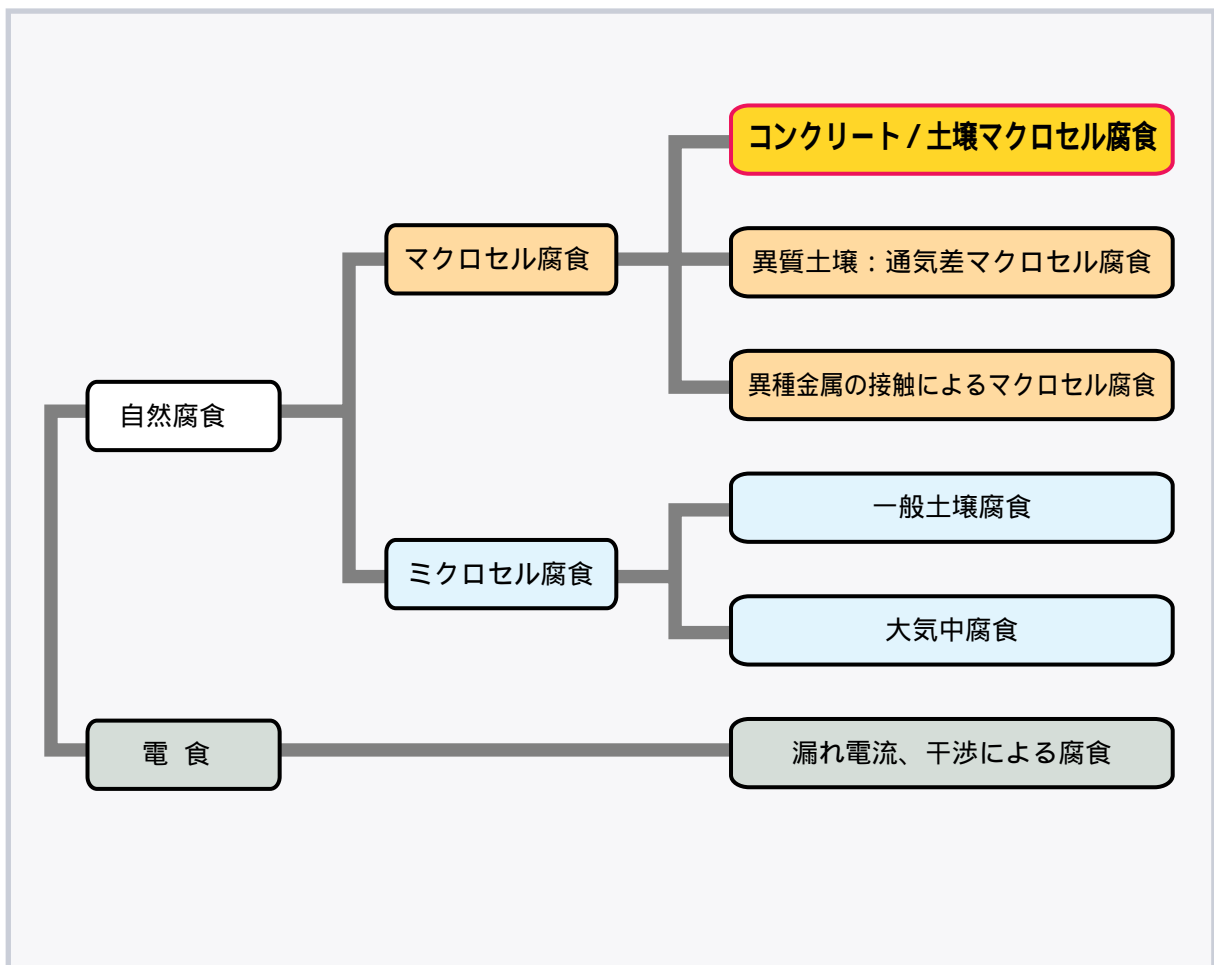 コンクリート / 土壌マクロセル腐食
マクロセル腐食
異質土壌：通気差マクロセル腐食
異種金属の接触によるマクロセル腐食
自然腐食
一般土壌腐食
ミクロセル腐食
大気中腐食
電 食
漏れ電流、干渉による腐食